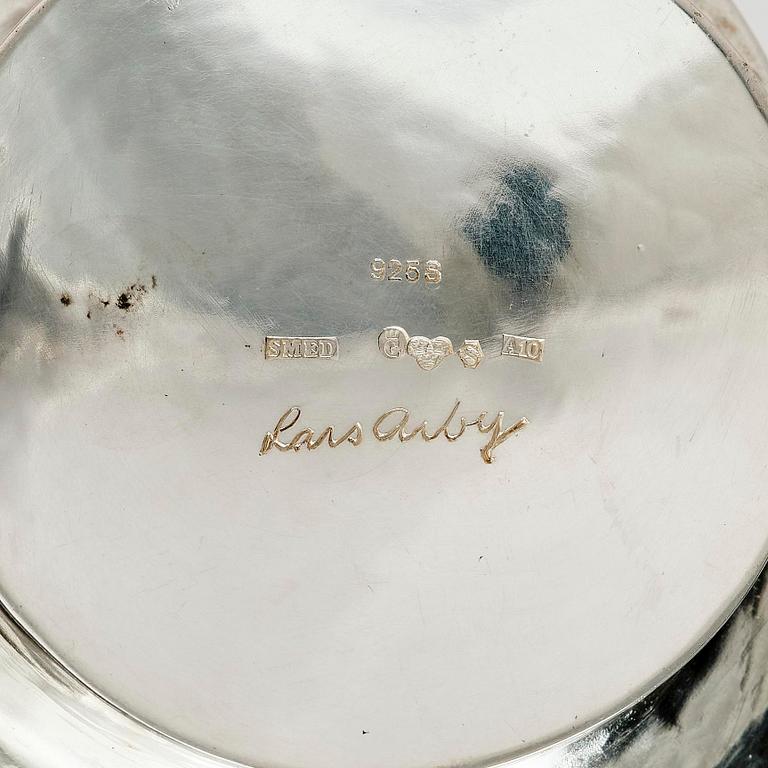 925S
SMED G S A10
Lars Arby